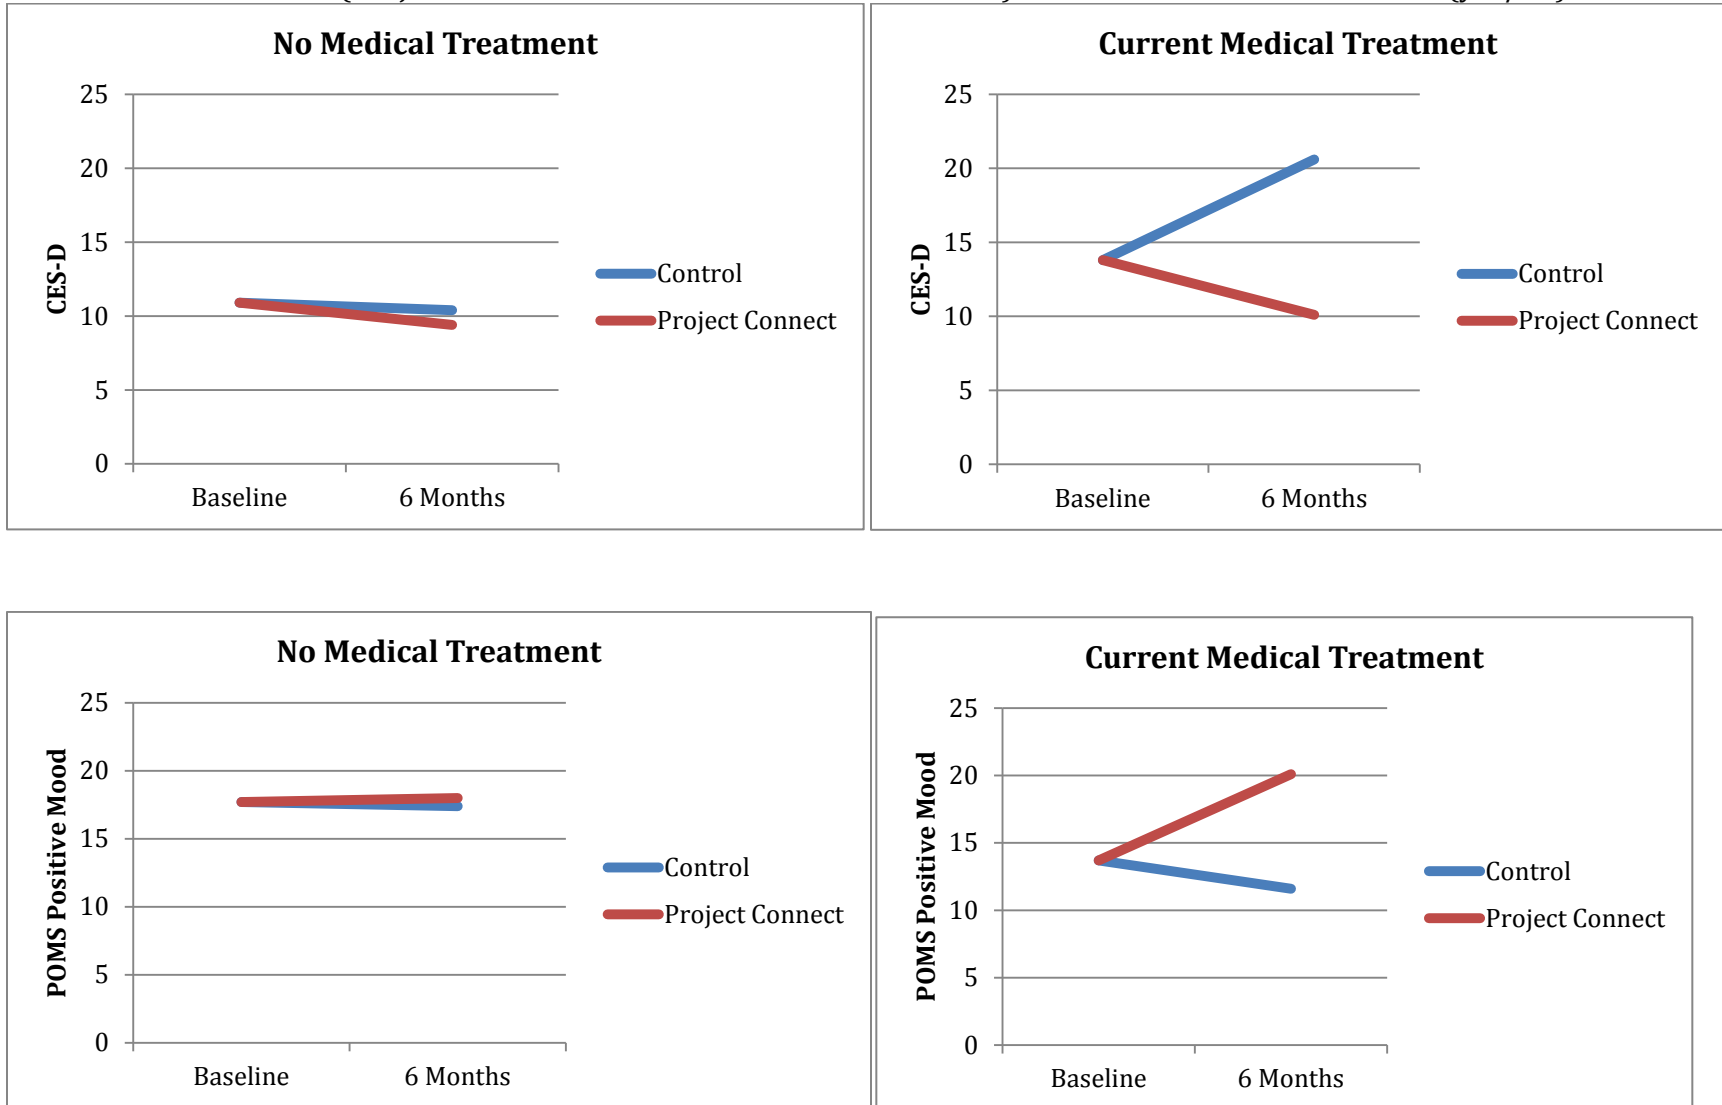 No Medical Treatment
25
20
15
10
5
0
CES-D
Baseline
6 Months
Control
Project Connect
Current Medical Treatment
25
20
15
10
5
0
CES-D
Baseline
6 Months
Control
Project Connect
No Medical Treatment
25
20
15
10
5
0
POMS Positive Mood
Baseline
6 Months
Control
Project Connect
Current Medical Treatment
25
20
15
10
5
0
POMS Positive Mood
Baseline
6 Months
Control
Project Connect